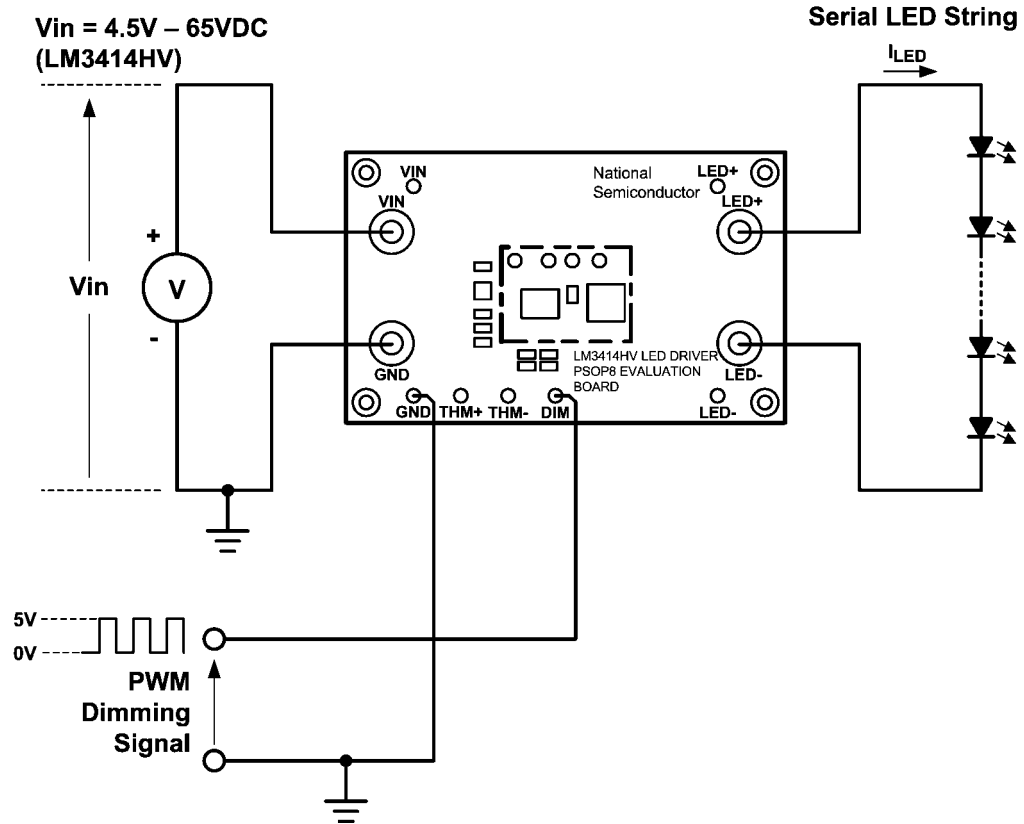 Vin = 4.5V – 65VDC
(LM3414HV)
Serial LED String
ILED
VIN
VIN
National
Semiconductor
LED+
LED+
+
Vin
V
-
LM3414HV LED DRIVER
PSOP8 EVALUATION
BOARD
GND
LED-
GND THM+ THM- DIM
LED-
5V
0V
PWM
Dimming
Signal